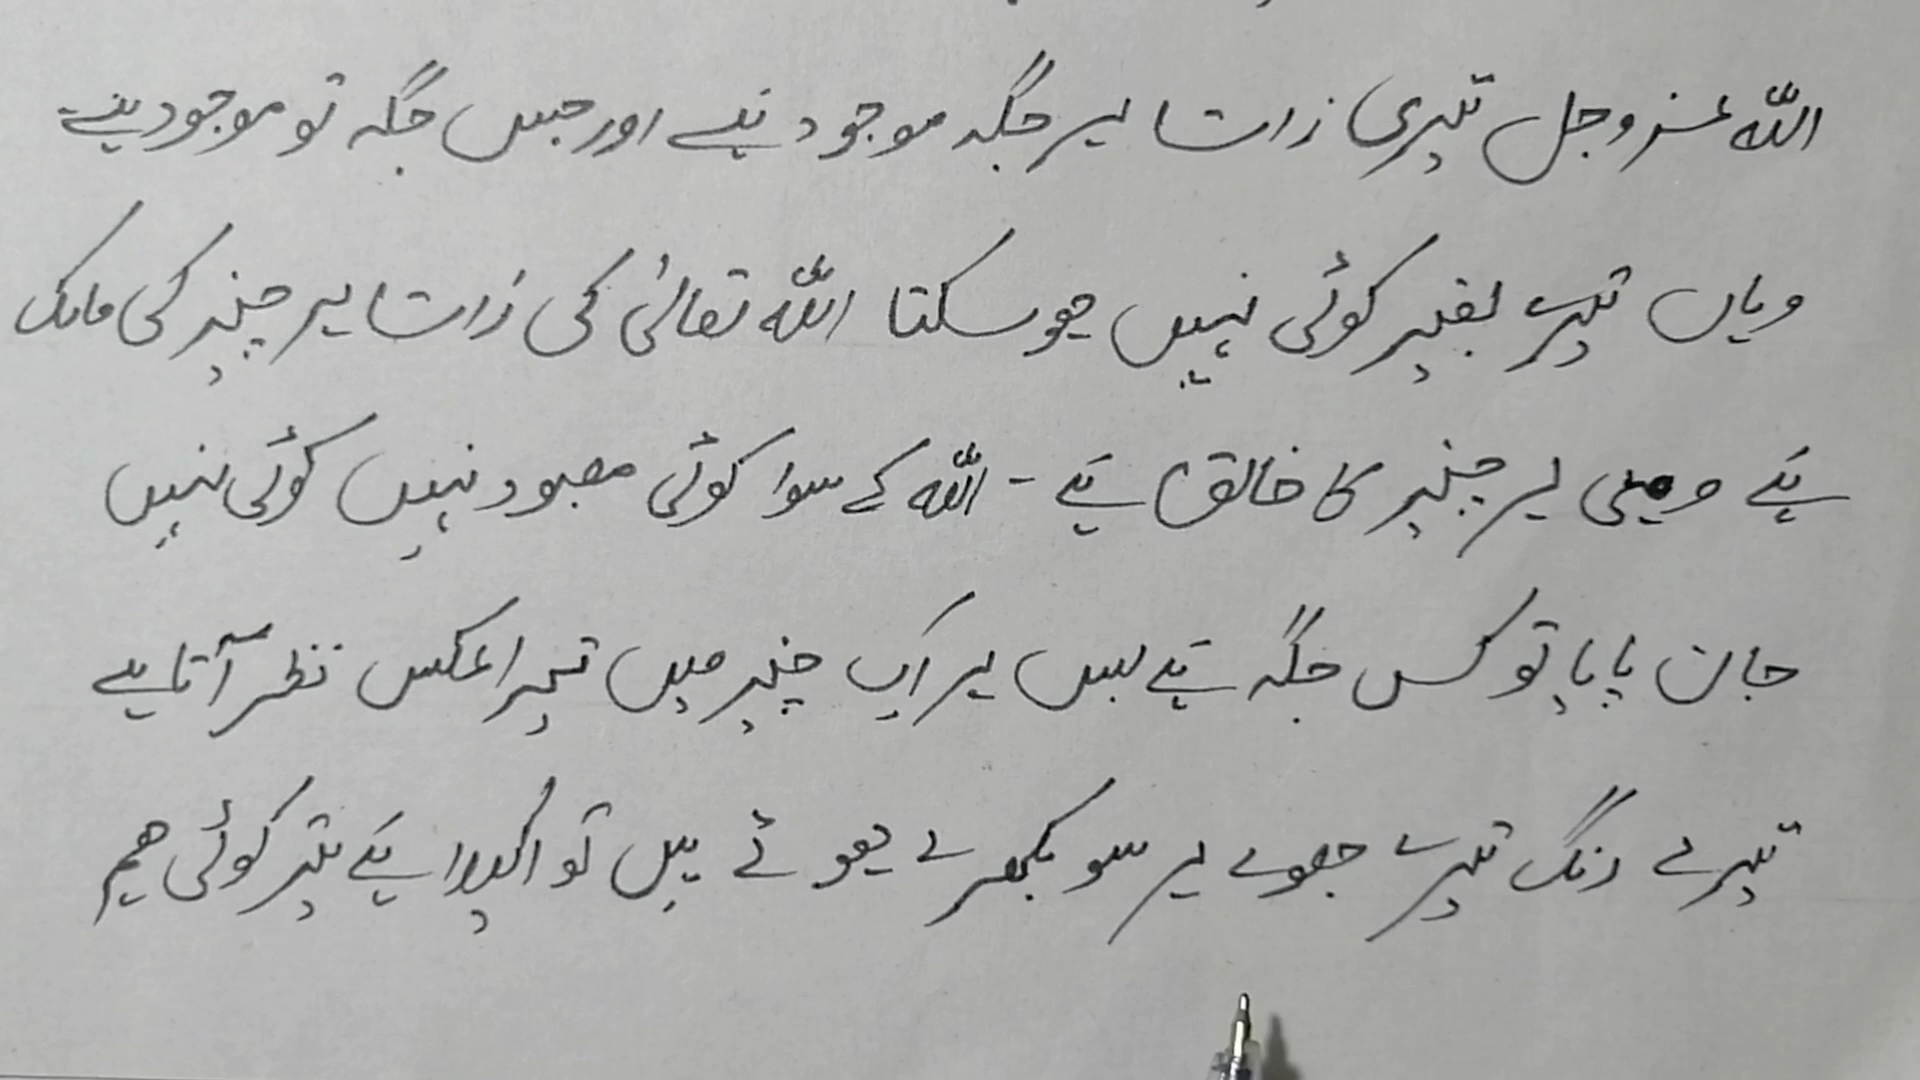 اللہ عزوجل تیری ذات ہر جگہ موجود ہے اور جس جگہ تو موجود ہے
وہاں تیرے بغیر کوئی نہیں ہو سکتا اللہ تعالیٰ کی ذات ہر چیز کی مالک
ہے وہی ہر چیز کا خالق ہے - اللہ کے سوا کوئی معبود نہیں کوئی نہیں
جان پایا تو کس جگہ ہے بس ہر اک چیز میں تیرا عکس نظر آتا ہے
تیرے رنگ تیرے جلوے ہر سو بکھرے ہوئے ہیں تو اکیلا ہے تیر کوئی ہم